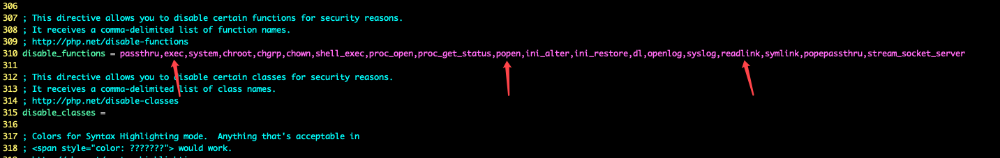 306
307 ; This directive allows you to disable certain functions for security reasons.
308 ; It receives a comma-delimited list of function names.
309 ; http://php.net/disable-functions
310 disable_functions = passthru,exec,system,chroot,chgrp,chown,shell_exec,proc_open,proc_get_status,popen,ini_alter,ini_restore,dl,openlog,syslog,readlink,symlink,popepassthru,stream_socket_server
311
312 ; This directive allows you to disable certain classes for security reasons.
313 ; It receives a comma-delimited list of class names.
314 ; http://php.net/disable-classes
315 disable_classes =
316
317 ; Colors for Syntax Highlighting mode.  Anything that's acceptable in
318 ; <span style="color: ???????"> would work.